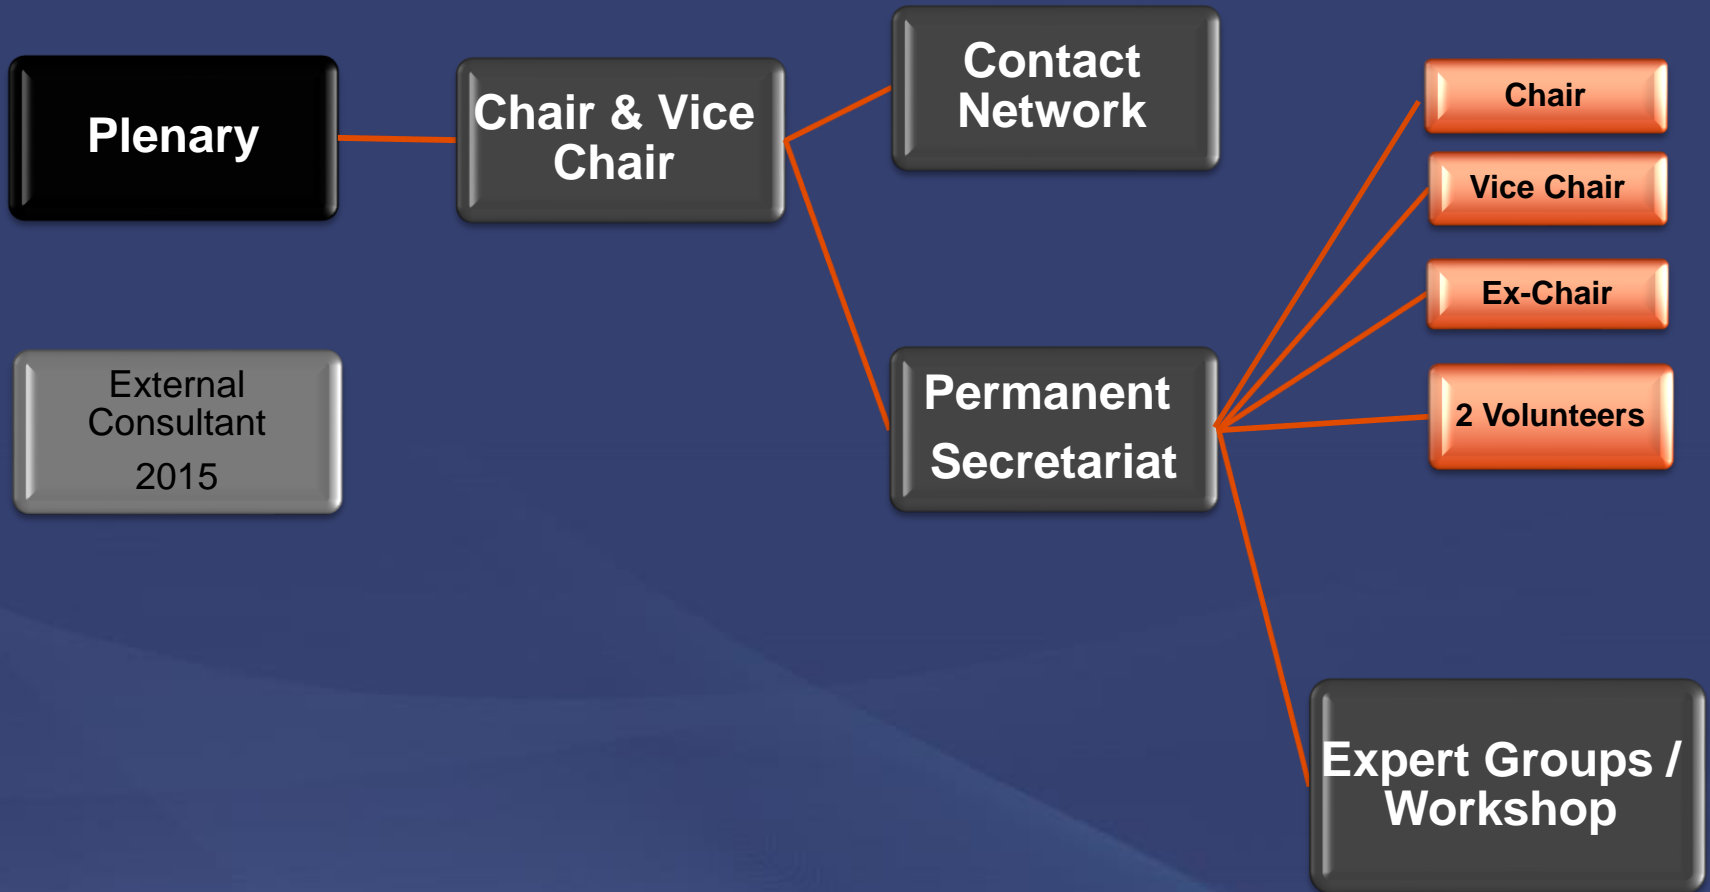 Plenary
Chair & Vice
Chair
Contact
Network
Chair
Vice Chair
Ex-Chair
2 Volunteers
External
Consultant
2015
Permanent
Secretariat
Expert Groups /
Workshop